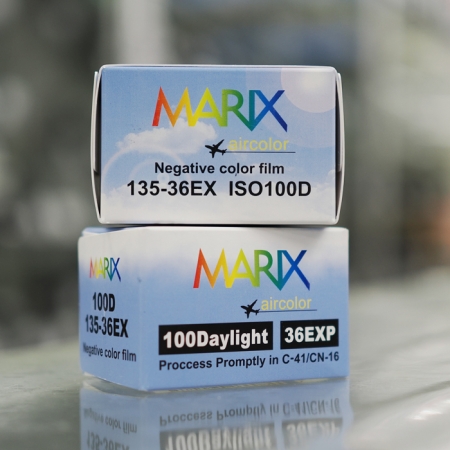 MARIX
aircolor
Negative color film
135-36EX ISO100D
MARIX
100D
135-36EX
Negative color film
MARIX
aircolor
100Daylight 36EXP
Proccess Promptly in C-41/CN-16